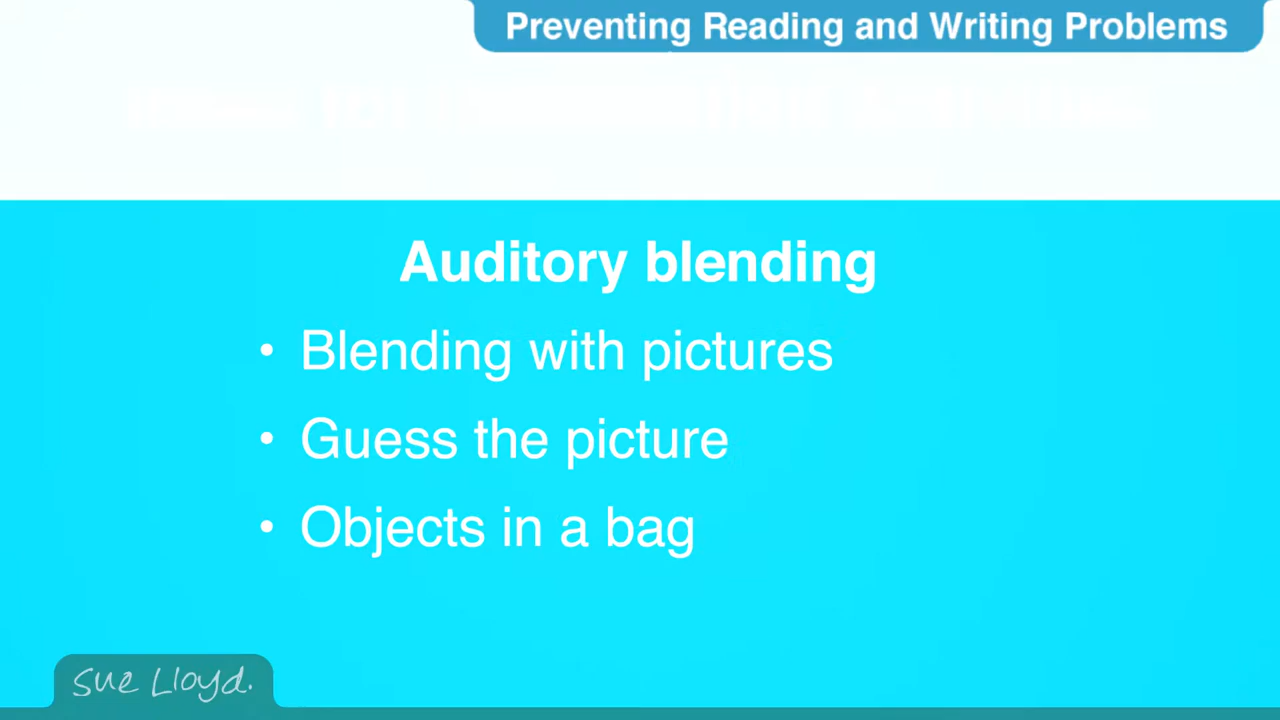 Preventing Reading and Writing Problems
Auditory blending
• Blending with pictures
• Guess the picture
• Objects in a bag
Sue Lloyd.